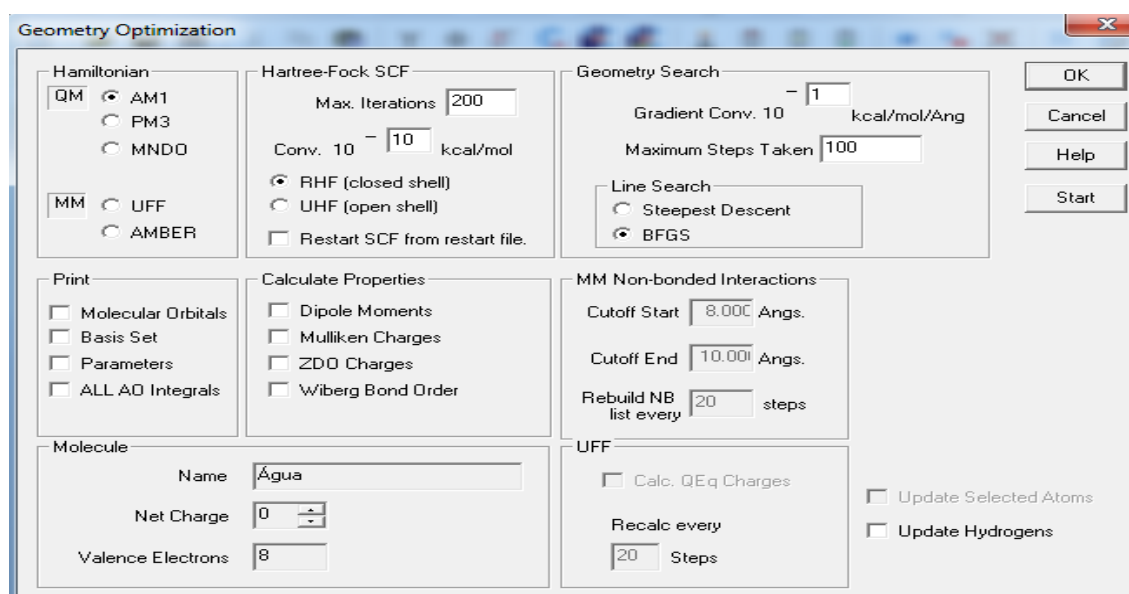 Geometry Optimization
Hamiltonian
QM AM1
PM3
MNDO
MM UFF
AMBER
Hartree-Fock SCF
Max. Iterations 200
Conv. 10 - 10 kcal/mol
RHF (closed shell)
UHF (open shell)
Restart SCF from restart file.
Geometry Search
Gradient Conv. 10 - 1 kcal/mol/Ang
Maximum Steps Taken 100
Line Search
Steepest Descent
BFGS
OK
Cancel
Help
Start
Print
Molecular Orbitals
Basis Set
Parameters
ALL AO Integrals
Calculate Properties
Dipole Moments
Mulliken Charges
ZDO Charges
Wiberg Bond Order
MM Non-bonded Interactions
Cutoff Start 8.000 Angs.
Cutoff End 10.00 Angs.
Rebuild NB
list every 20 steps
Molecule
Name Água
Net Charge 0
Valence Electrons 8
UFF
Calc. QEq Charges
Recalc every
20 Steps
Update Selected Atoms
Update Hydrogens